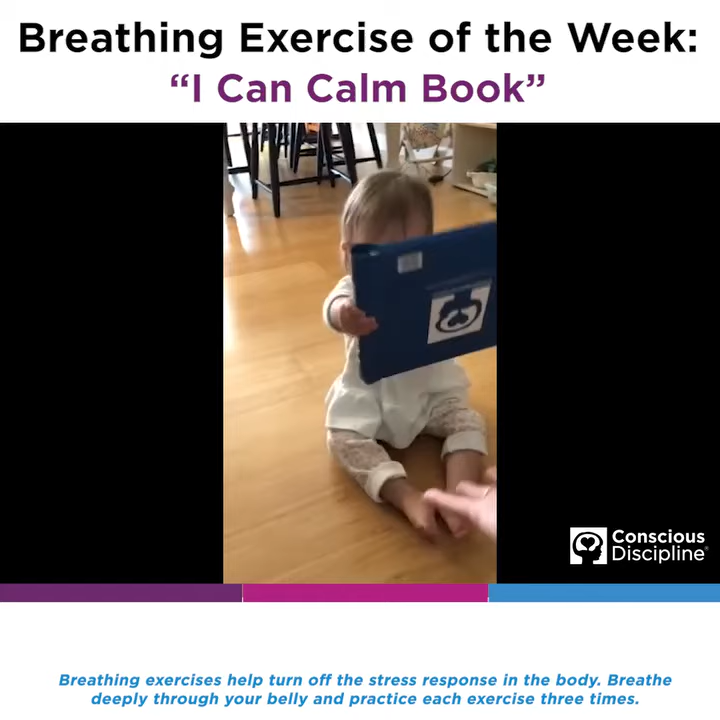 Breathing Exercise of the Week:
“I Can Calm Book”
Conscious
Discipline®
Breathing exercises help turn off the stress response in the body. Breathe
deeply through your belly and practice each exercise three times.